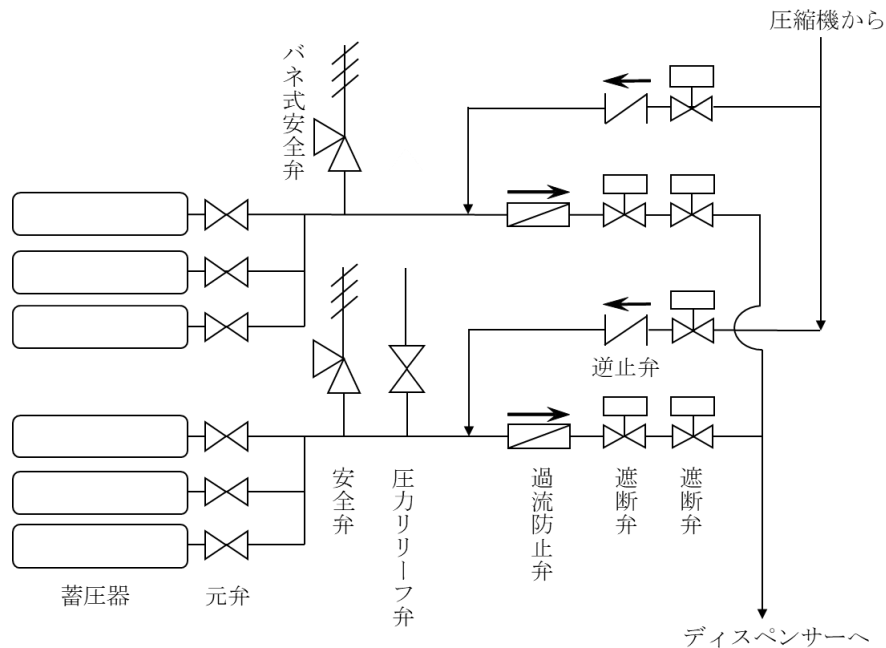 圧縮機から
バネ式安全弁
逆止弁
安全弁
圧力リリーフ弁
過流防止弁
遮断弁
遮断弁
蓄圧器
元弁
ディスペンサーへ